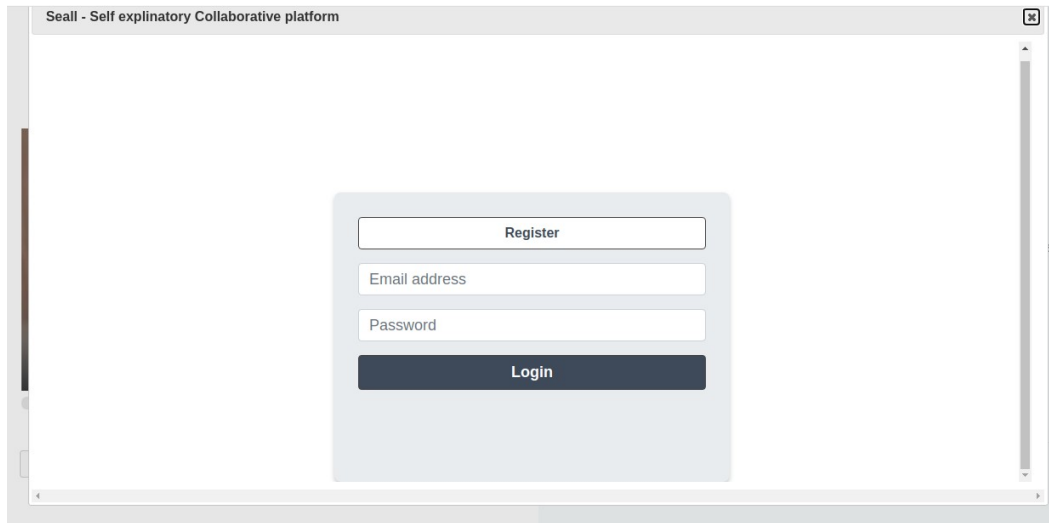 Seall - Self explinatory Collaborative platform
Register
Email address
Password
Login